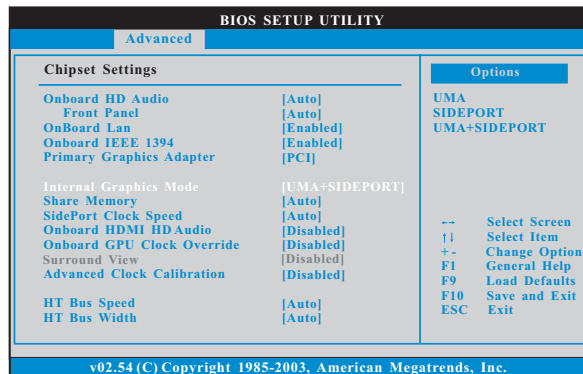 BIOS SETUP UTILITY
Advanced
Chipset Settings
Onboard HD Audio [Auto]
Front Panel [Auto]
OnBoard Lan [Enabled]
Onboard IEEE 1394 [Enabled]
Primary Graphics Adapter [PCI]
Internal Graphics Mode [UMA+SIDEPORT]
Share Memory [Auto]
SidePort Clock Speed [Auto]
Onboard HDMI HD Audio [Disabled]
Onboard GPU Clock Override [Disabled]
Surround View [Disabled]
Advanced Clock Calibration [Disabled]
HT Bus Speed [Auto]
HT Bus Width [Auto]
Options
UMA
SIDEPORT
UMA+SIDEPORT
←→ Select Screen
↑↓ Select Item
+- Change Option
F1 General Help
F9 Load Defaults
F10 Save and Exit
ESC Exit
v02.54 (C) Copyright 1985-2003, American Megatrends, Inc.